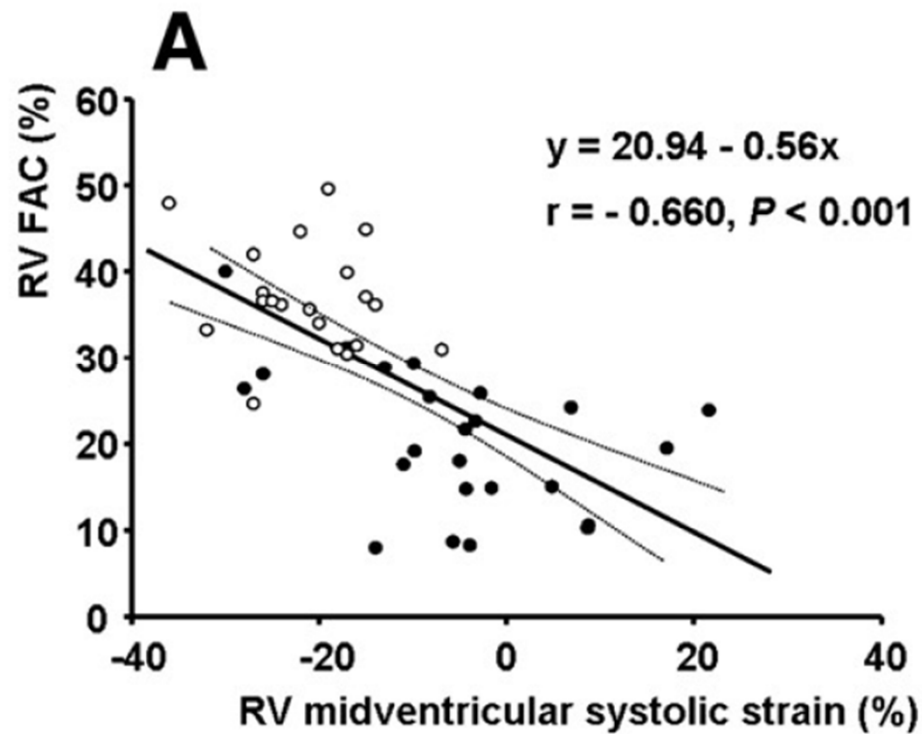 A
RV FAC (%)
60
50
40
30
20
10
0
y = 20.94 - 0.56x
r = - 0.660, P < 0.001
-40 -20 0 20 40
RV midventricular systolic strain (%)